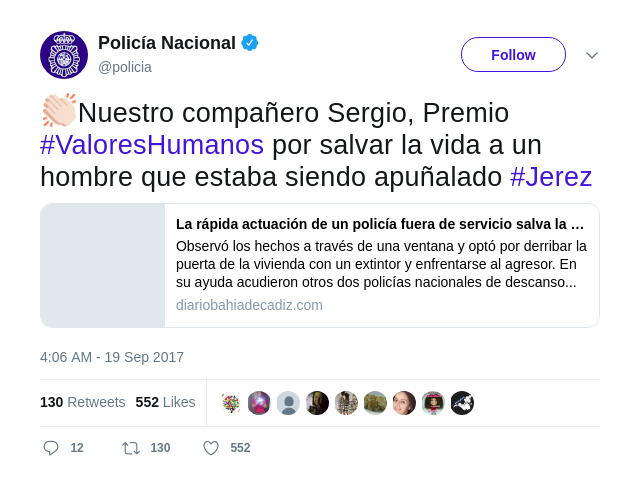 Policía Nacional
@policia
Follow
👏Nuestro compañero Sergio, Premio
#ValoresHumanos por salvar la vida a un
hombre que estaba siendo apuñalado #Jerez
La rápida actuación de un policía fuera de servicio salva la …
Observó los hechos a través de una ventana y optó por derribar la
puerta de la vivienda con un extintor y enfrentarse al agresor. En
su ayuda acudieron otros dos policías nacionales de descanso...
diariobahiadecadiz.com
4:06 AM - 19 Sep 2017
130 Retweets 552 Likes
12 130 552